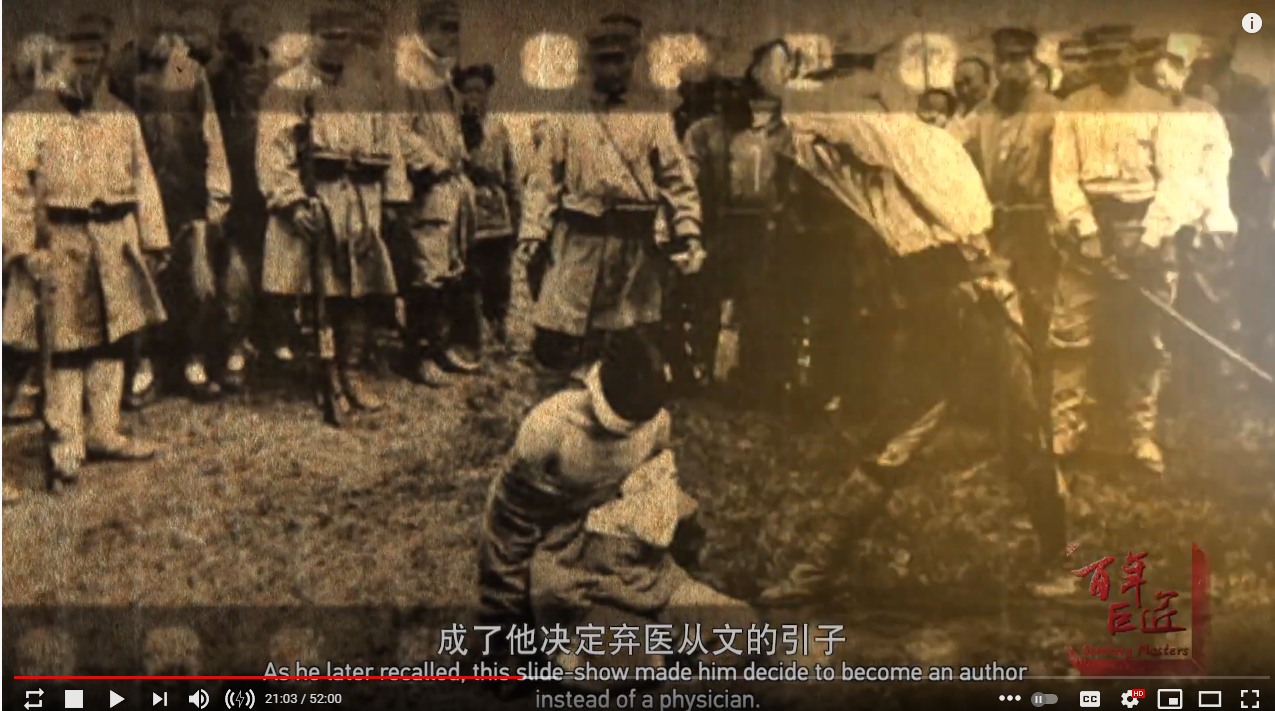 百年
巨匠
Century Masters
成了他决定弃医从文的引子
As he later recalled, this slide-show made him decide to become an author
instead of a physician.
21:03 / 52:00
CC
HD